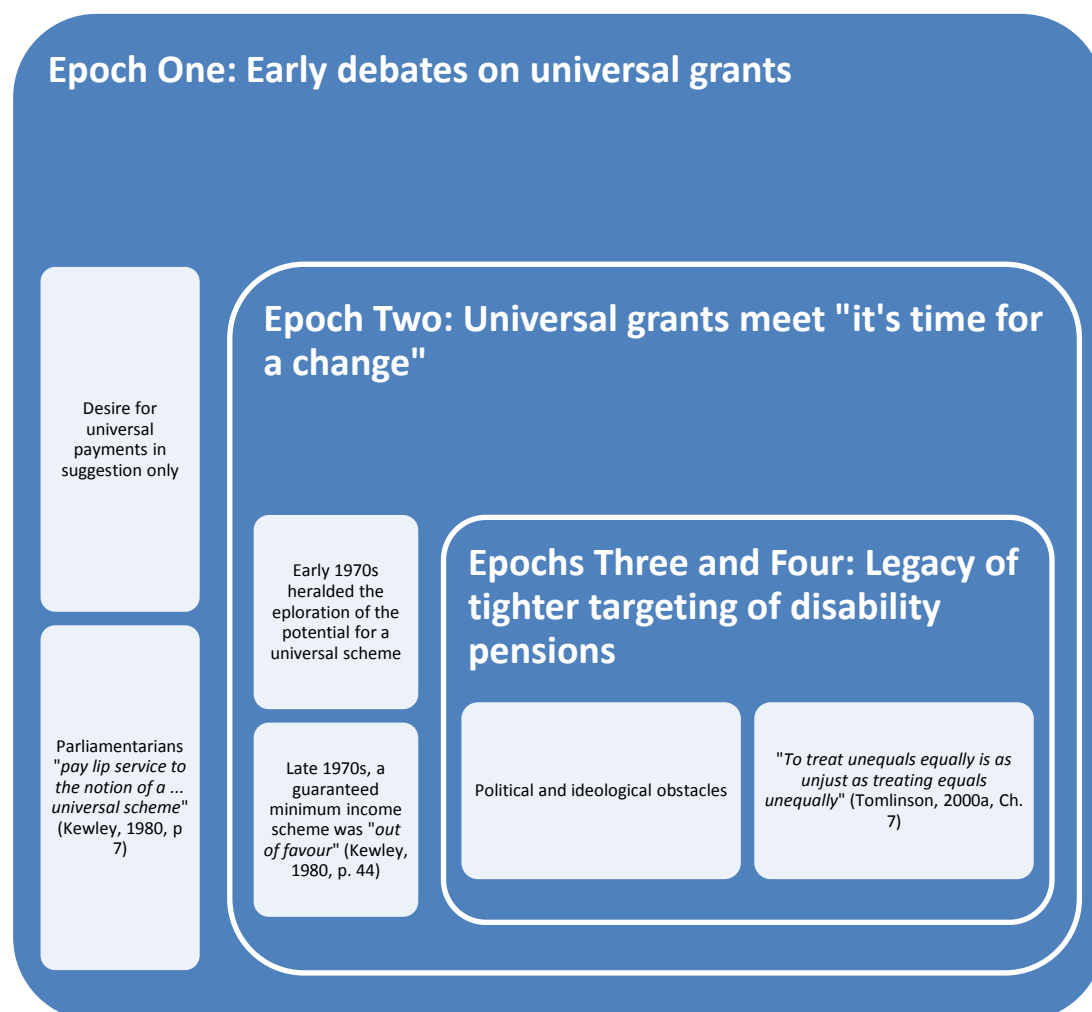 Epoch One: Early debates on universal grants
Desire for
universal
payments in
suggestion only
Parliamentarians
"pay lip service to
the notion of a ...
universal scheme"
(Kewley, 1980, p
7)
Epoch Two: Universal grants meet "it's time for
a change"
Early 1970s
heralded the
eploration of the
potential for a
universal scheme
Late 1970s, a
guaranteed
minimum income
scheme was "out
of favour" (Kewley,
1980, p. 44)
Epochs Three and Four: Legacy of
tighter targeting of disability
pensions
Political and ideological obstacles
"To treat unequals equally is as
unjust as treating equals
unequally" (Tomlinson, 2000a, Ch.
7)